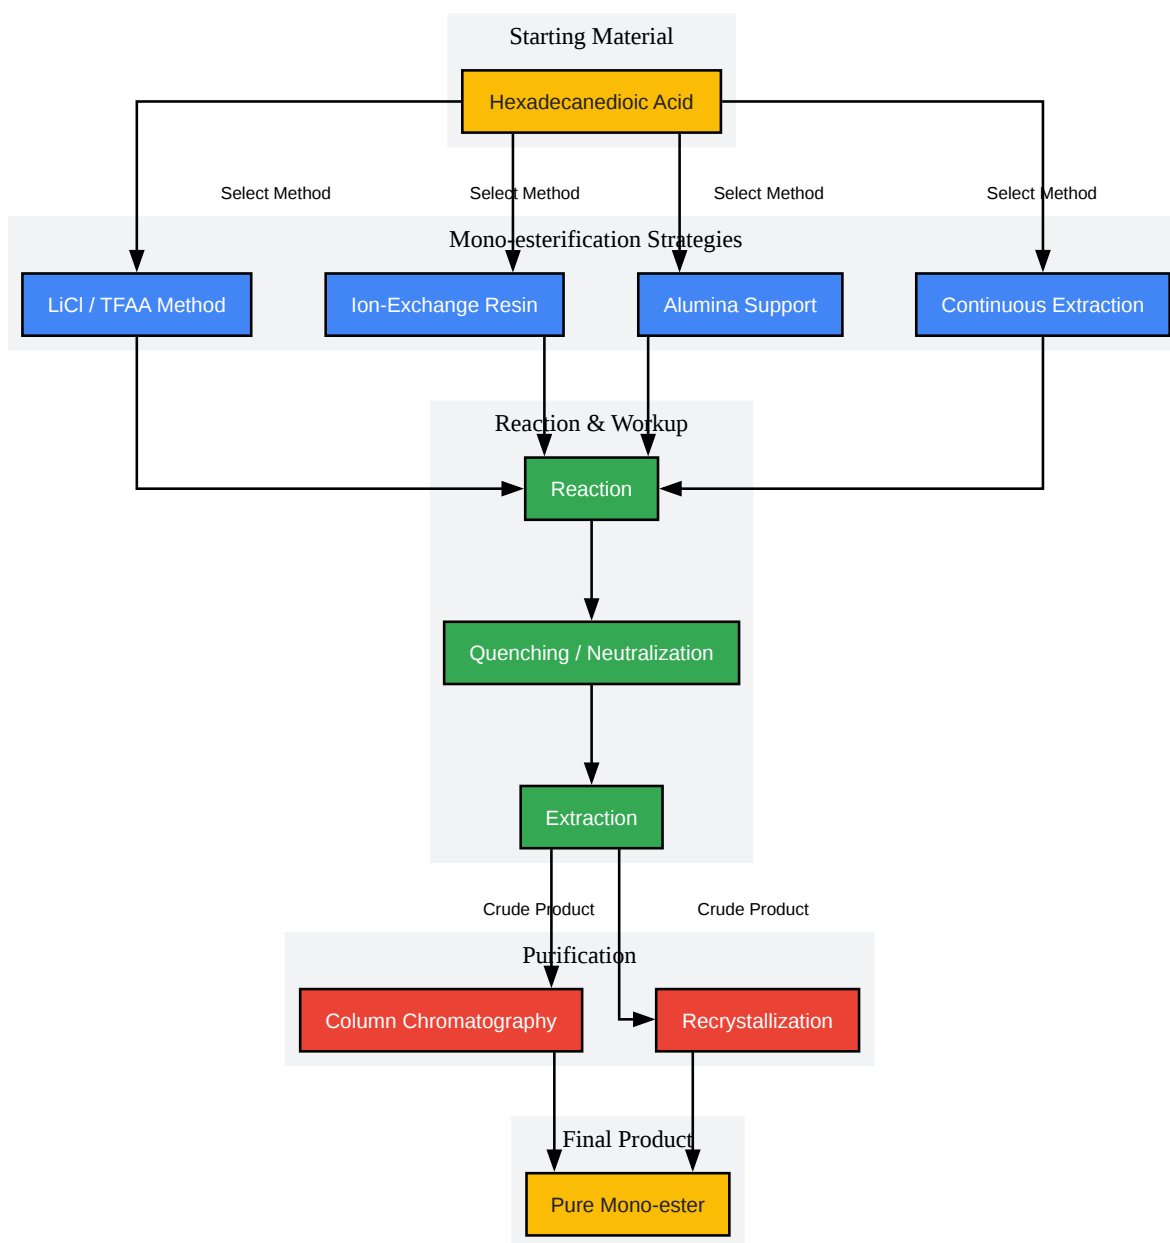 Starting Material
Hexadecanedioic Acid
Select Method
Select Method
Select Method
Select Method
Mono-esterification Strategies
LiCl / TFAA Method
Ion-Exchange Resin
Alumina Support
Continuous Extraction
Reaction & Workup
Reaction
Quenching / Neutralization
Extraction
Crude Product
Crude Product
Purification
Column Chromatography
Recrystallization
Final Product
Pure Mono-ester